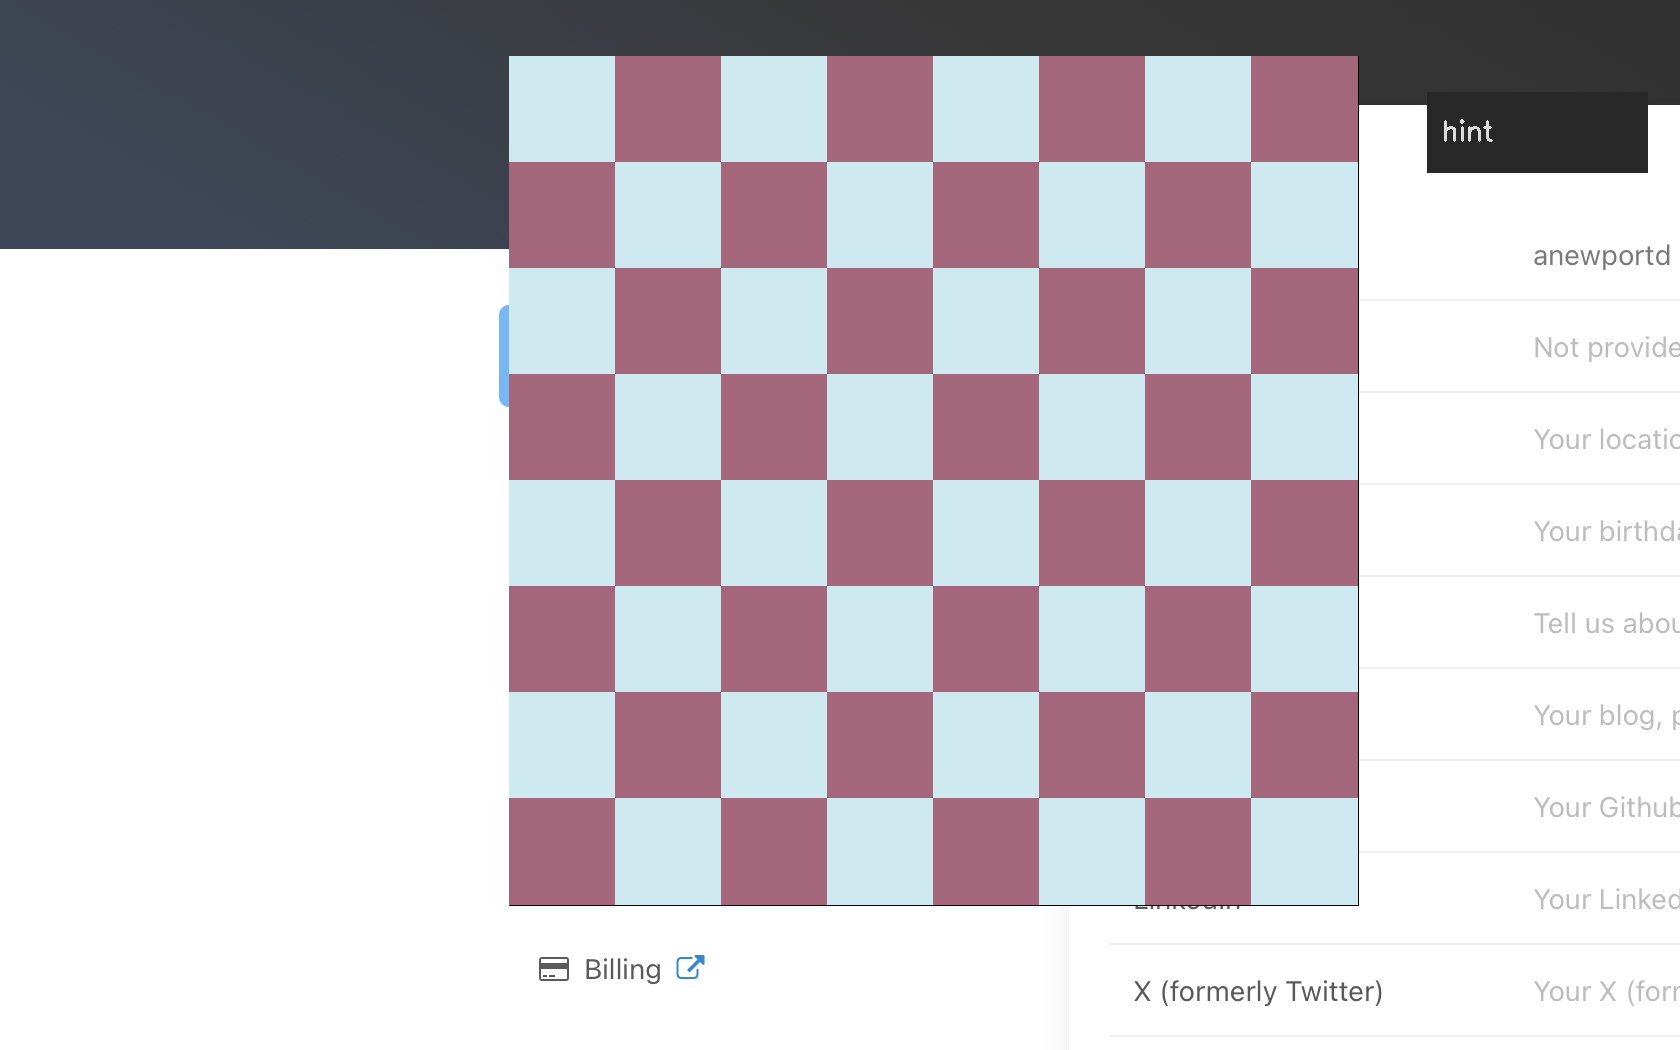 hint
anewportd
Not provide
Your locatio
Your birthda
Tell us abou
Your blog, p
Your Github
LinkedIn
Your Linked
Billing
X (formerly Twitter)
Your X (forr